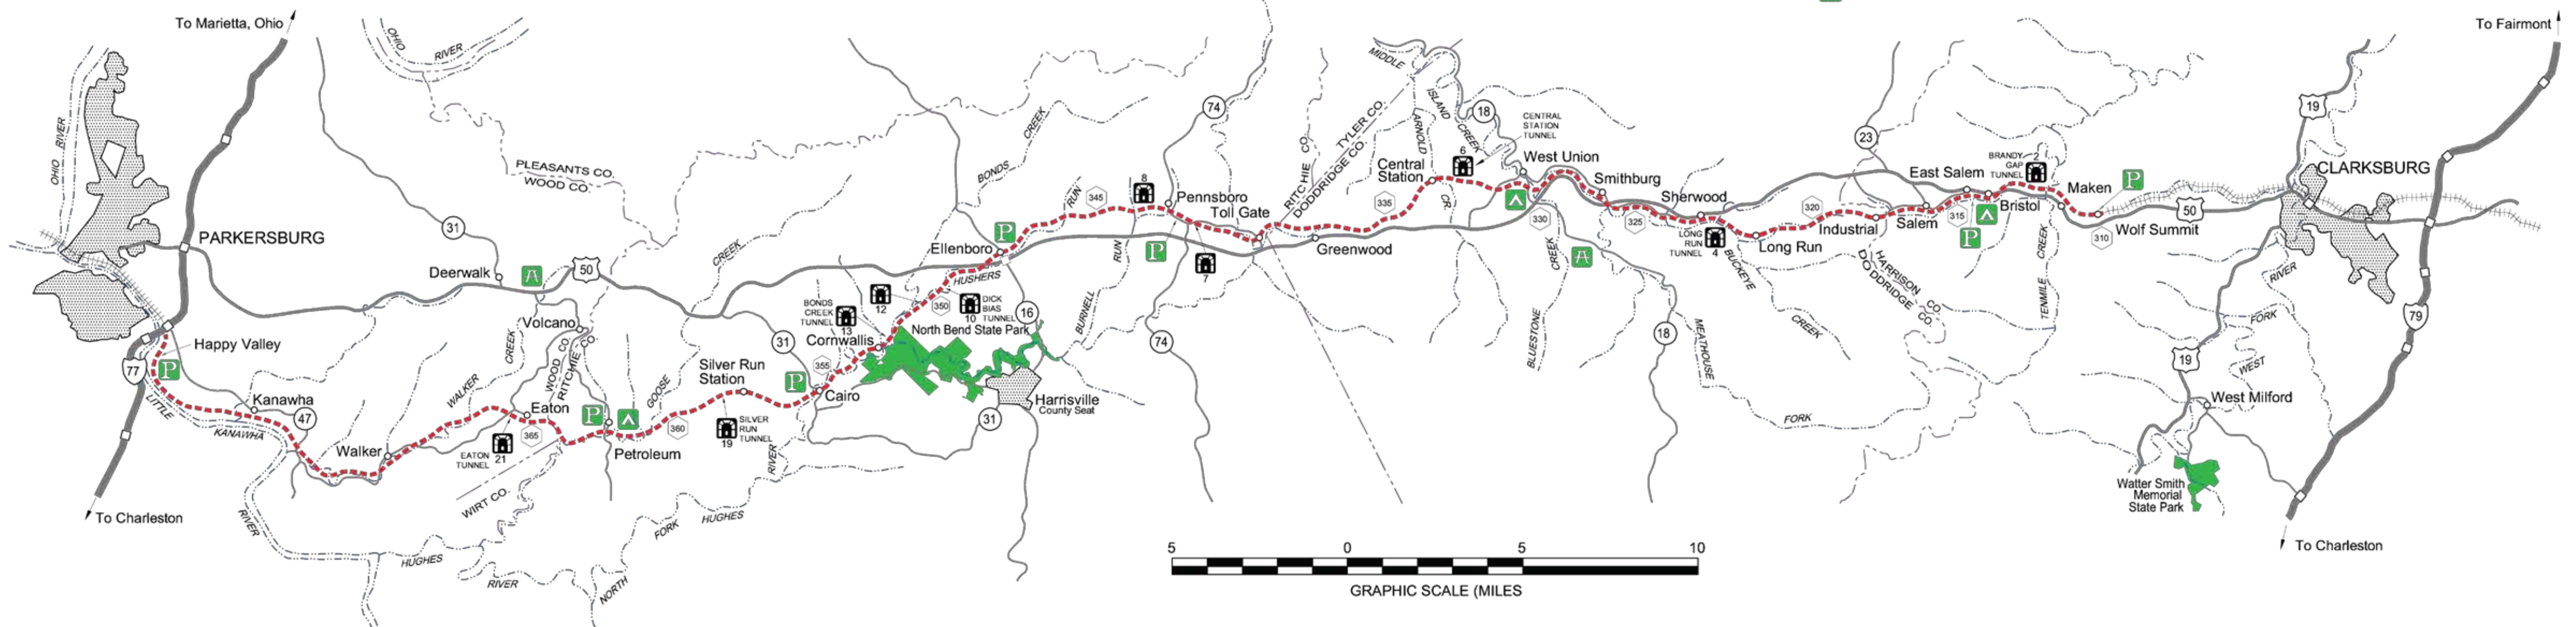 To Marietta, Ohio
OHIO
RIVER
To Fairmont
OHIO RIVER
PARKERSBURG
31
PLEASANTS CO.
WOOD CO.
Deerwalk
50
CREEK
BONDS
CREEK
RUN
345
8
74
Pennsboro
Toll Gate
RITCHIE CO.
DODDRIDGE CO.
TYLER CO.
MIDDLE
ISLAND
CREEK
ARNOLD
CR.
18
CENTRAL
STATION
TUNNEL
6
Central
Station
335
West Union
Smithburg
Sherwood
23
East Salem
BRANDY
GAP
TUNNEL
2
Maken
P
19
CLARKSBURG
50
Wolf Summit
310
Bristol
315
P
Salem
Industrial
320
Long Run
LONG
RUN
TUNNEL
4
325
330
Greenwood
7
P
RUN
BURNELL
Ellenboro
P
HUSHERS
350
10
DICK
BIAS
TUNNEL
12
BONDS
CREEK
TUNNEL
13
16
North Bend State Park
Cornwallis
355
31
P
Cairo
Harrisville
County Seat
31
74
Silver Run
Station
SILVER
RUN
TUNNEL
19
360
GOOSE
Volcano
CREEK
WALKER
WOOD CO.
RITCHIE CO.
Happy Valley
P
77
LITTLE
KANAWHA
RIVER
Kanawha
47
Walker
Eaton
365
EATON
TUNNEL
21
P
Petroleum
WIRT CO.
To Charleston
HUGHES
RIVER
NORTH
FORK
HUGHES
RIVER
CREEK
BLUESTONE
18
MEATHOUSE
FORK
BUCKEYE
CREEK
HARRISON CO.
DODDRIDGE CO.
TENMILE
CREEK
RIVER
FORK
WEST
19
West Milford
79
Watter Smith
Memorial
State Park
To Charleston
5
0
5
10
GRAPHIC SCALE (MILES